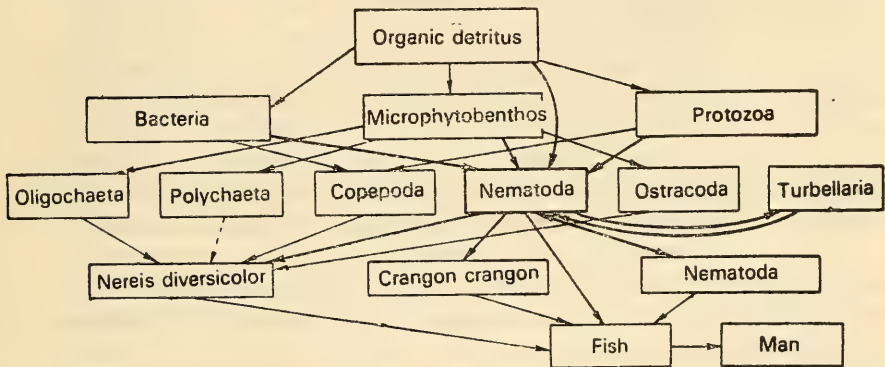 Organic detritus
Bacteria
Microphytobenthos
Protozoa
Oligochaeta
Polychaeta
Copepoda
Nematoda
Ostracoda
Turbellaria
Nereis diversicolor
Crangon crangon
Nematoda
Fish
Man